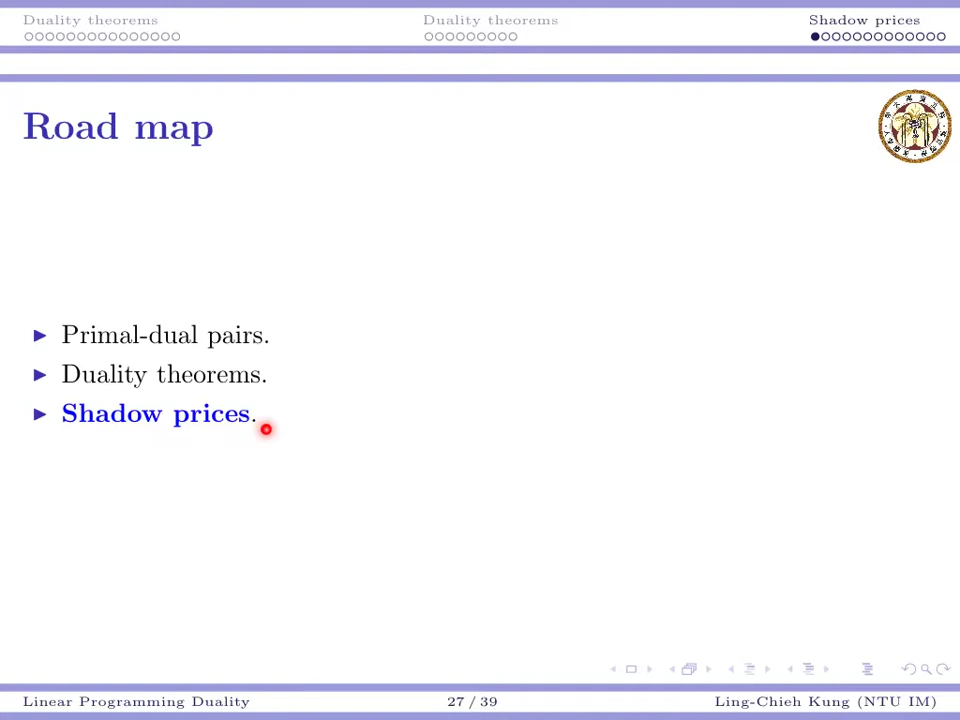 Duality theorems
Duality theorems
Shadow prices
Road map
Primal-dual pairs.
Duality theorems.
Shadow prices.
Linear Programming Duality
27 / 39
Ling-Chieh Kung (NTU IM)